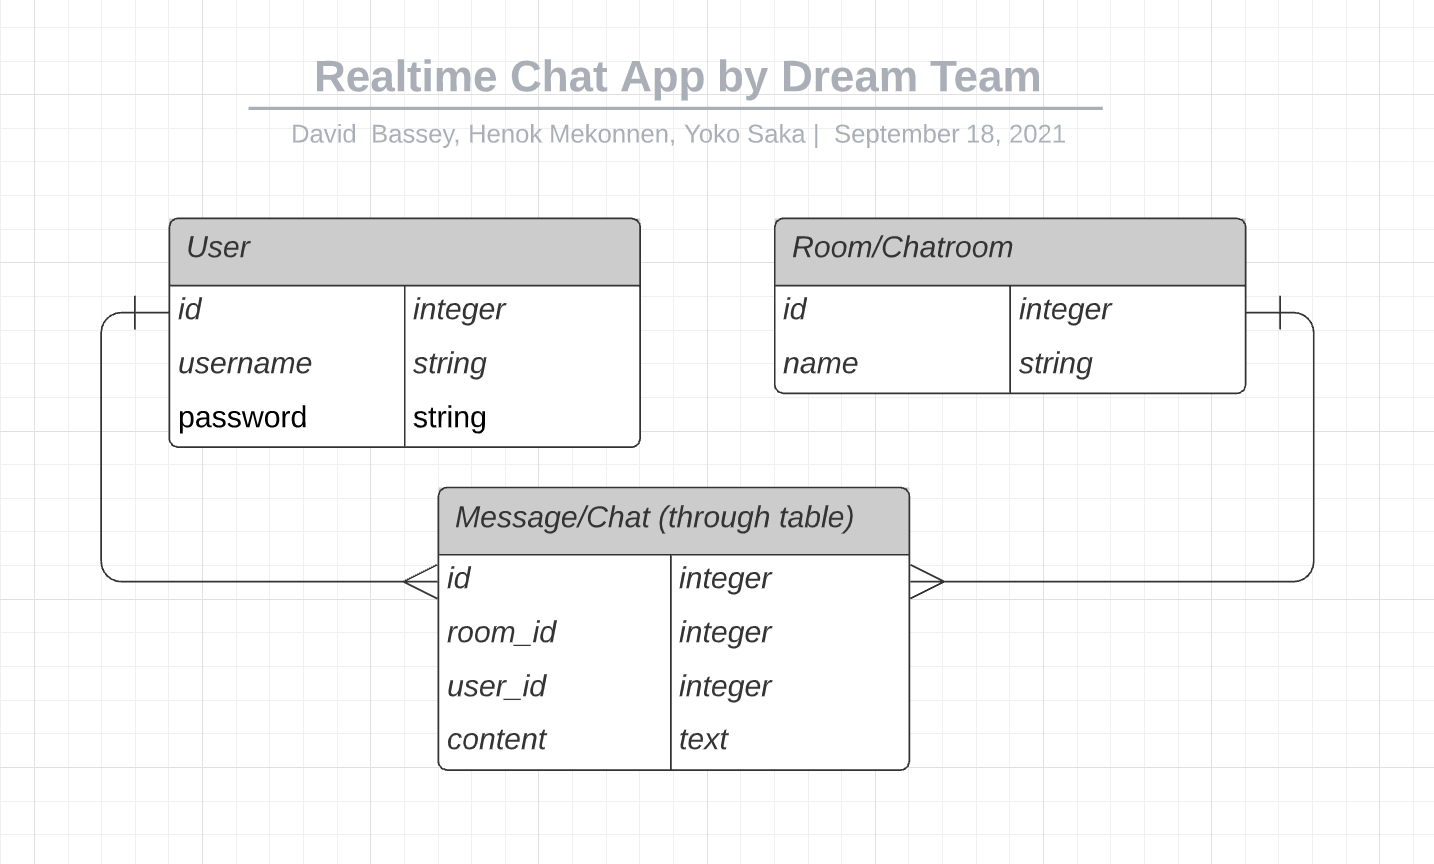 Realtime Chat App by Dream Team
David  Bassey, Henok Mekonnen, Yoko Saka |  September 18, 2021
User
id integer
username string
password string
Room/Chatroom
id integer
name string
Message/Chat (through table)
id integer
room_id integer
user_id integer
content text